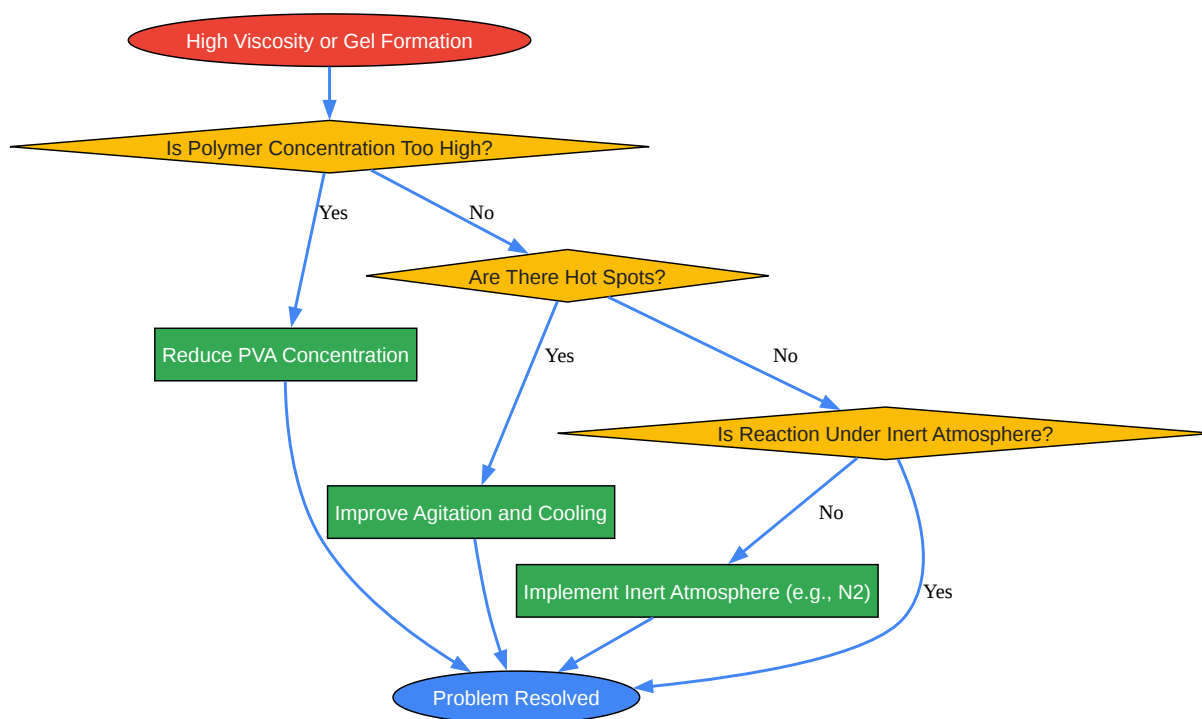 High Viscosity or Gel Formation
Is Polymer Concentration Too High?
Yes
No
Are There Hot Spots?
Reduce PVA Concentration
Yes
No
Is Reaction Under Inert Atmosphere?
Improve Agitation and Cooling
No
Implement Inert Atmosphere (e.g., N2)
Yes
Problem Resolved